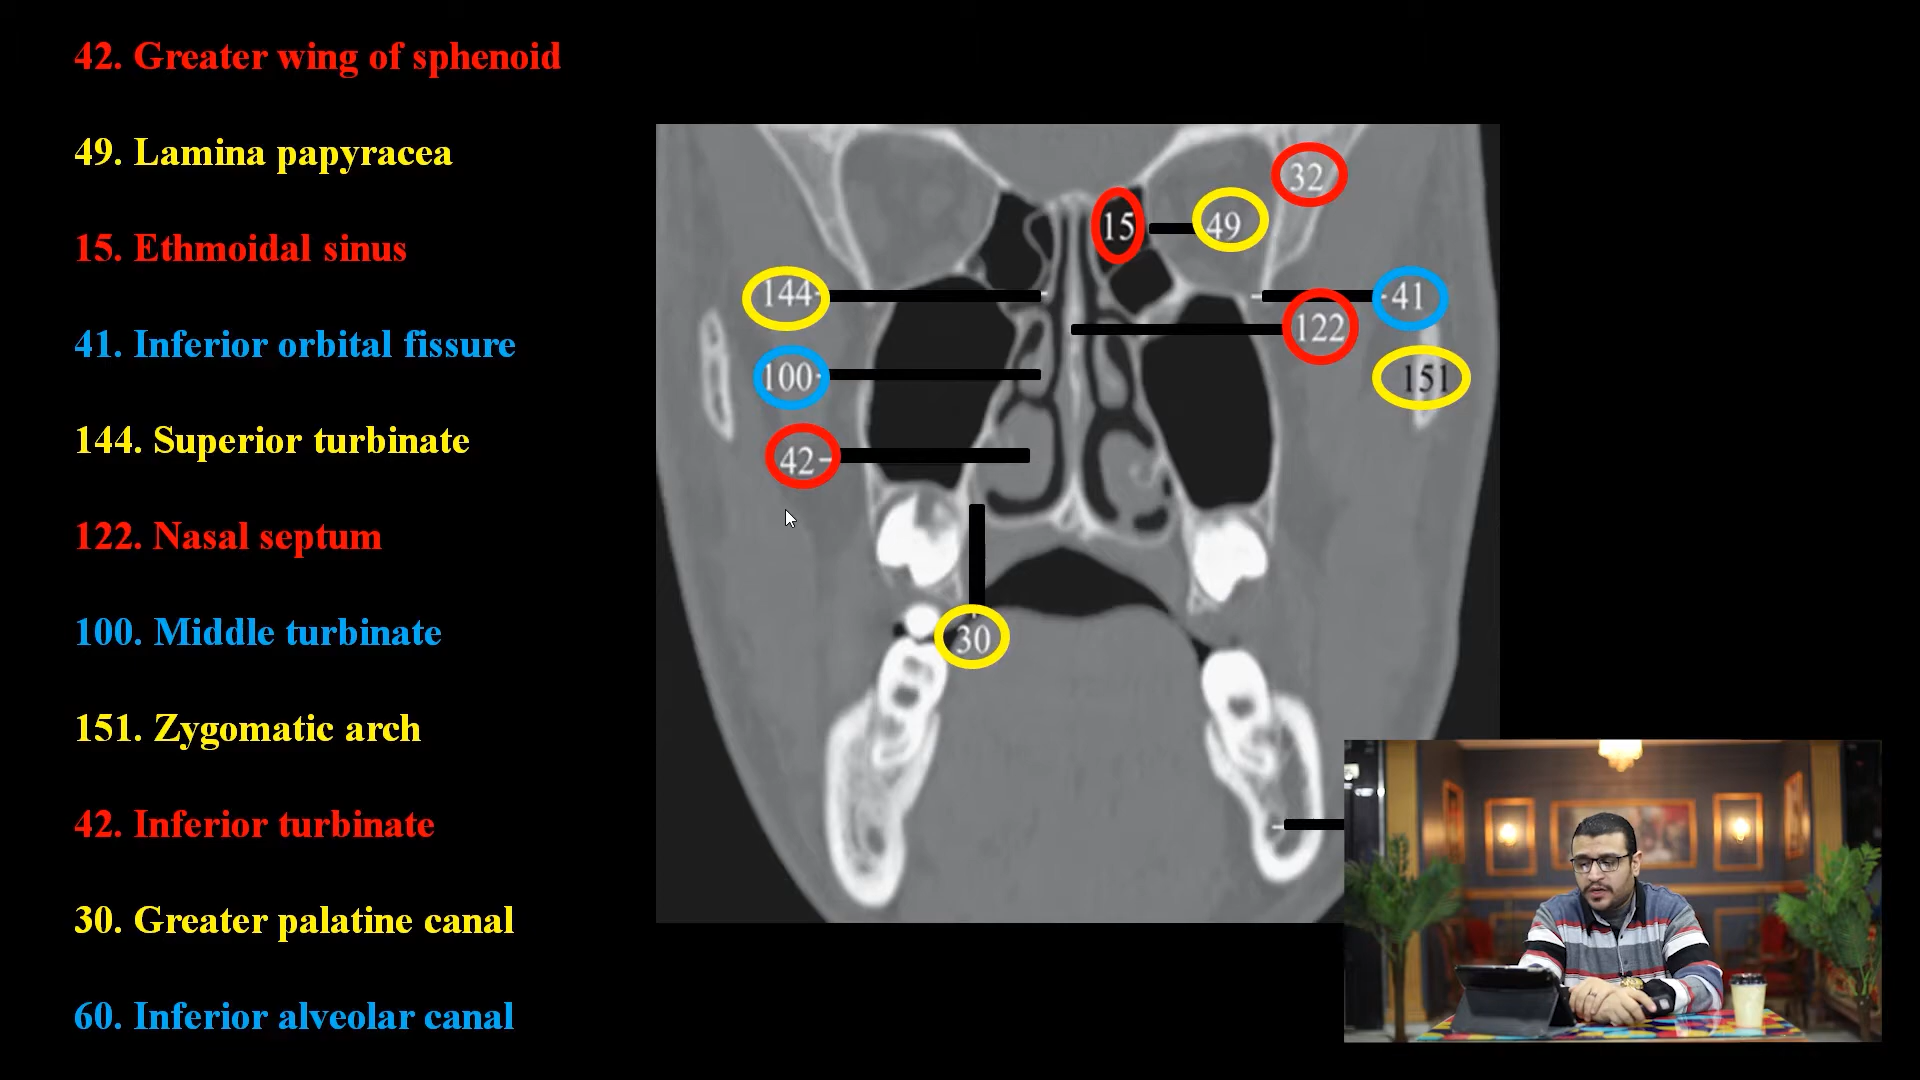 42. Greater wing of sphenoid
49. Lamina papyracea
15. Ethmoidal sinus
41. Inferior orbital fissure
144. Superior turbinate
122. Nasal septum
100. Middle turbinate
151. Zygomatic arch
42. Inferior turbinate
30. Greater palatine canal
60. Inferior alveolar canal
32
15
49
144
41
122
100
151
42
30